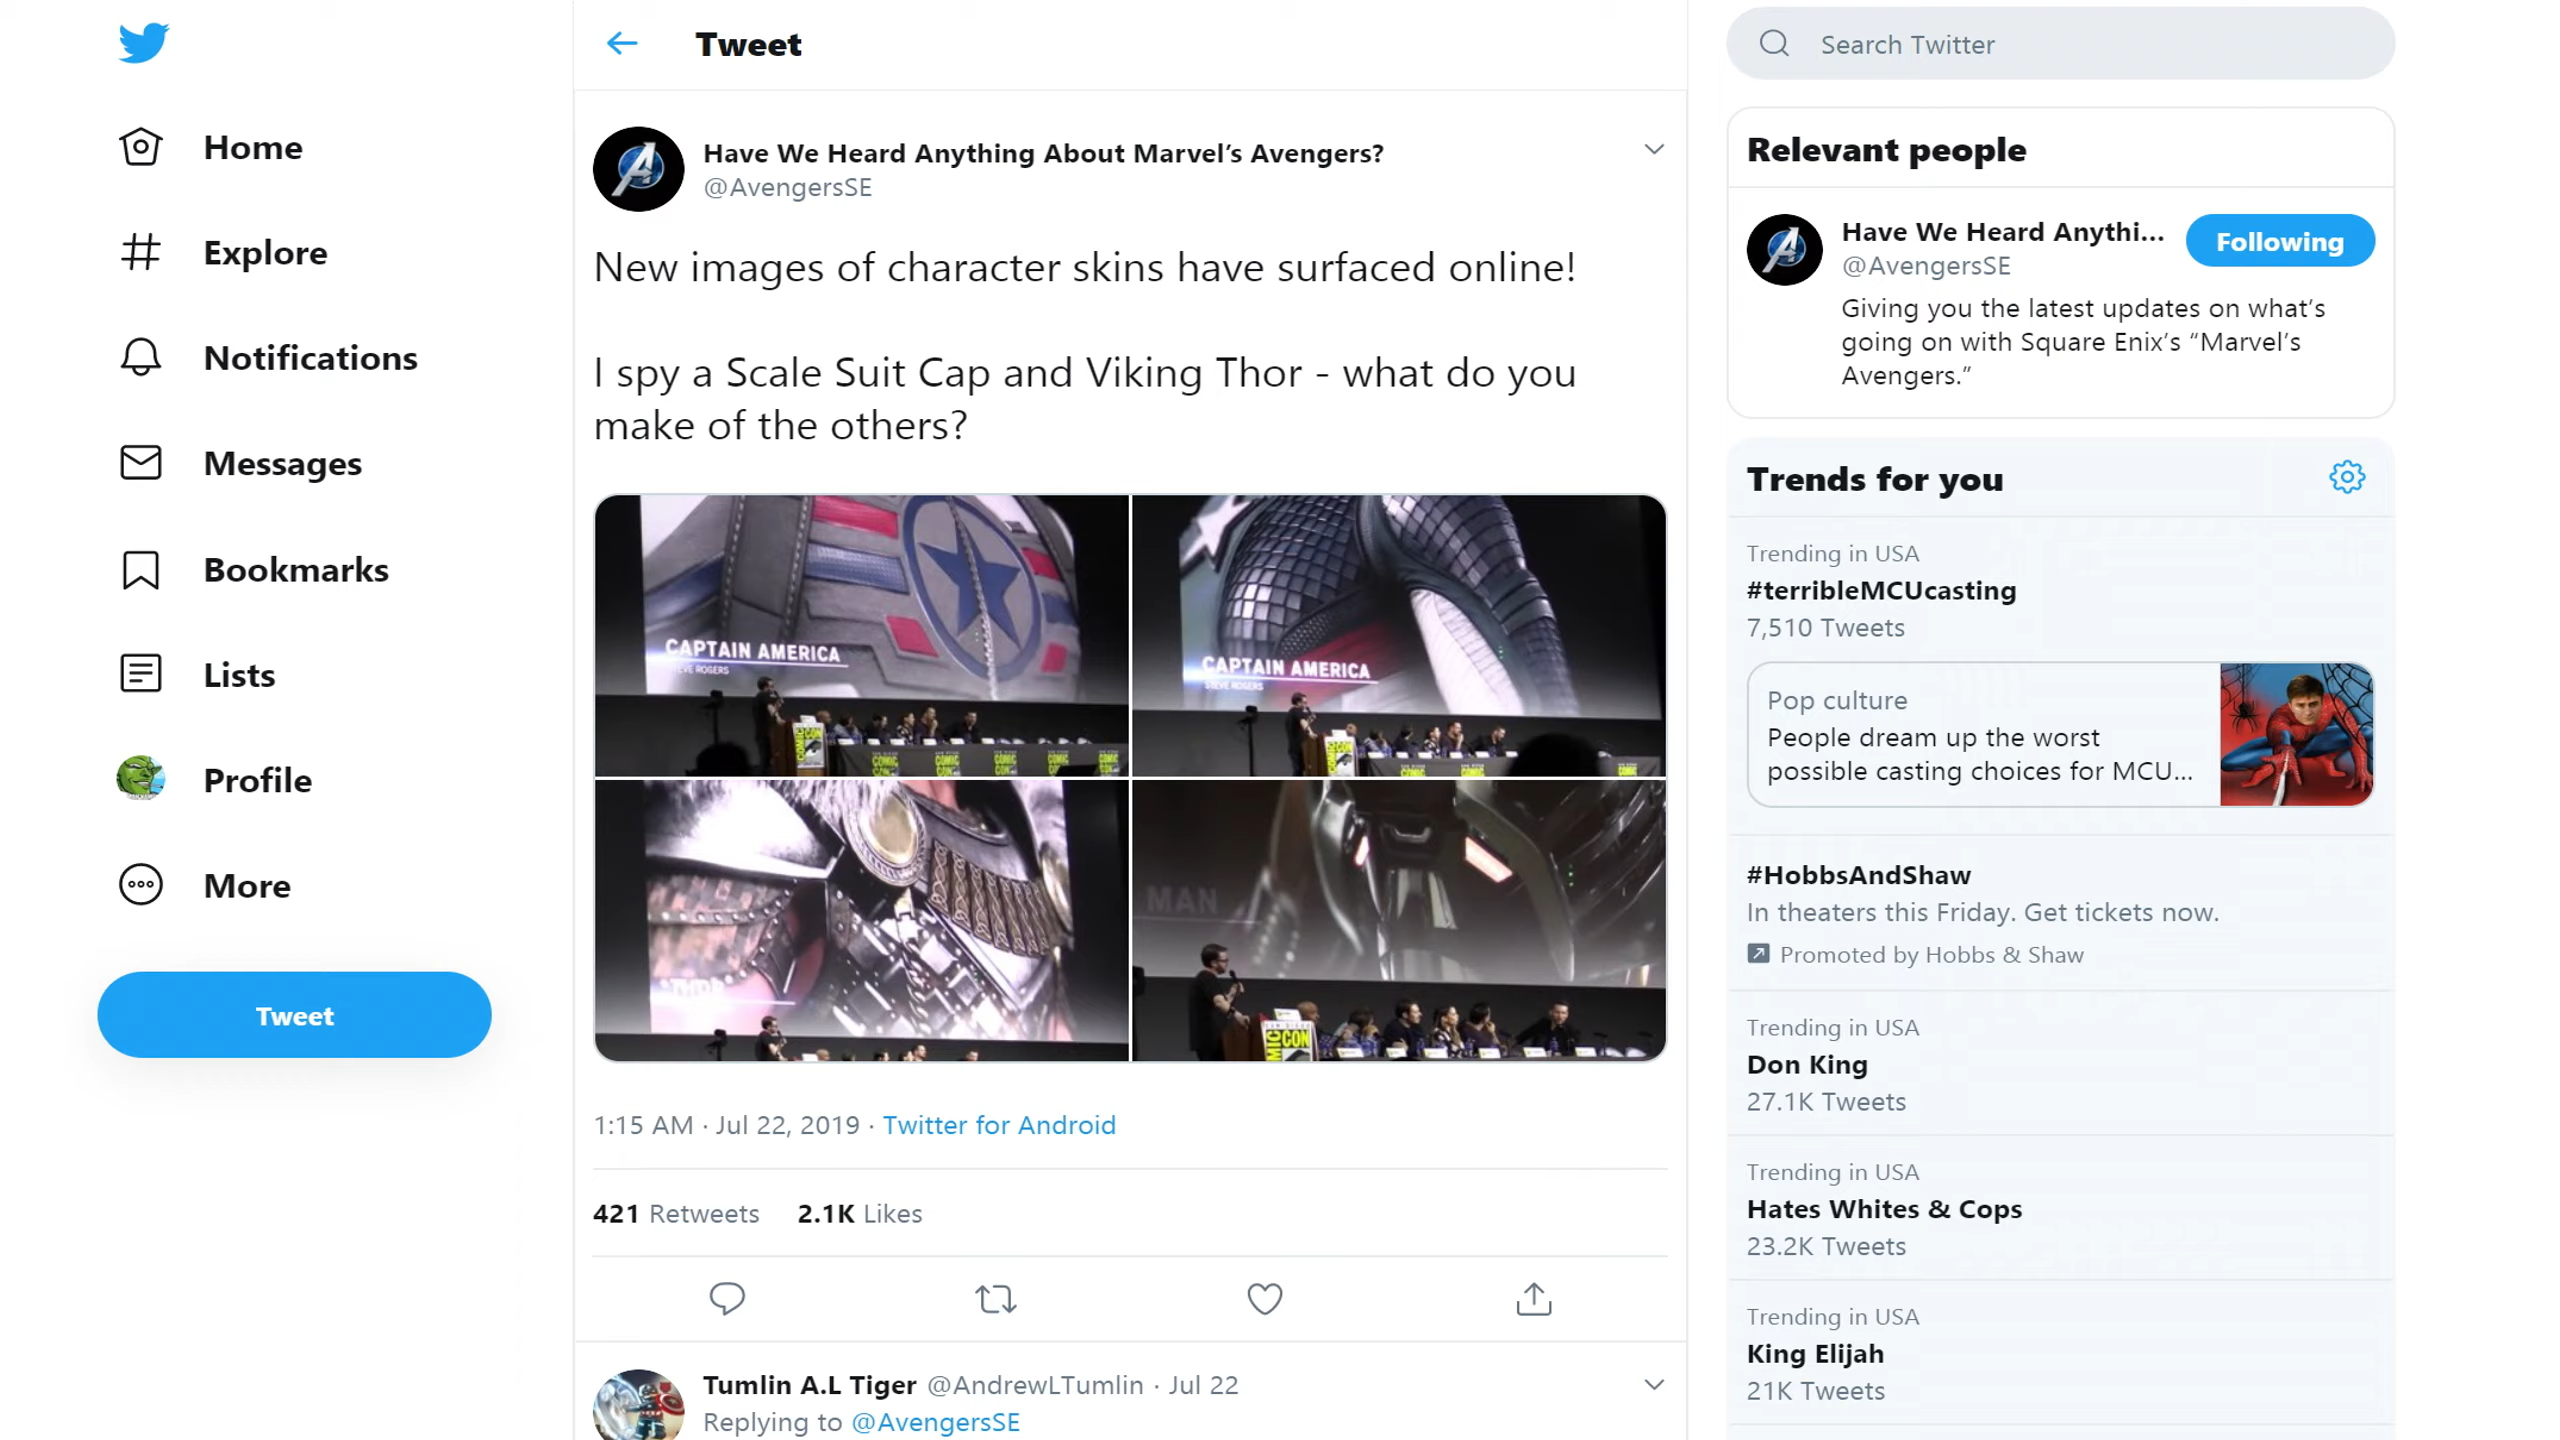 Home
Explore
Notifications
Messages
Bookmarks
Lists
Profile
More
Tweet
Tweet
Have We Heard Anything About Marvel’s Avengers?
@AvengersSE
New images of character skins have surfaced online!
I spy a Scale Suit Cap and Viking Thor - what do you
make of the others?
CAPTAIN AMERICA
STEVE ROGERS
CAPTAIN AMERICA
STEVE ROGERS
THOR
MAN
COMIC CON
1:15 AM · Jul 22, 2019 · Twitter for Android
421 Retweets 2.1K Likes
Tumlin A.L Tiger @AndrewLTumlin · Jul 22
Replying to @AvengersSE
Search Twitter
Relevant people
Have We Heard Anythi...
@AvengersSE
Following
Giving you the latest updates on what’s
going on with Square Enix’s “Marvel’s
Avengers.”
Trends for you
Trending in USA
#terribleMCUcasting
7,510 Tweets
Pop culture
People dream up the worst
possible casting choices for MCU...
#HobbsAndShaw
In theaters this Friday. Get tickets now.
Promoted by Hobbs & Shaw
Trending in USA
Don King
27.1K Tweets
Trending in USA
Hates Whites & Cops
23.2K Tweets
Trending in USA
King Elijah
21K Tweets